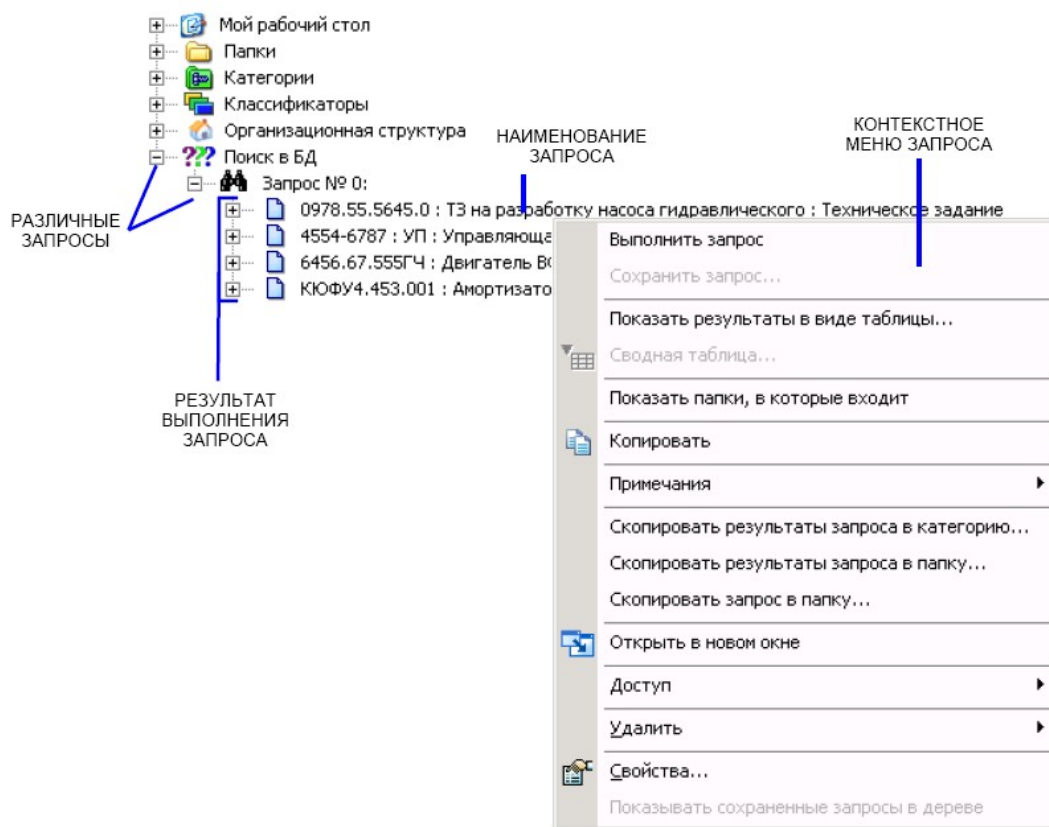 Мой рабочий стол
Папки
Категории
Классификаторы
Организационная структура
Поиск в БД
Запрос № 0:
НАИМЕНОВАНИЕ
ЗАПРОСА
КОНТЕКСТНОЕ
МЕНЮ ЗАПРОСА
РАЗЛИЧНЫЕ
ЗАПРОСЫ
0978.55.5645.0 : ТЗ на разработку насоса гидравлического : Техническое задание
4554-6787 : УП : Управляюща
6456.67.555ГЧ : Двигатель В
КЮФУ4.453.001 : Амортизато
РЕЗУЛЬТАТ
ВЫПОЛНЕНИЯ
ЗАПРОСА
Выполнить запрос
Сохранить запрос...
Показать результаты в виде таблицы...
Сводная таблица...
Показать папки, в которые входит
Копировать
Примечания
Скопировать результаты запроса в категорию...
Скопировать результаты запроса в папку...
Скопировать запрос в папку...
Открыть в новом окне
Доступ
Удалить
Свойства...
Показывать сохраненные запросы в дереве